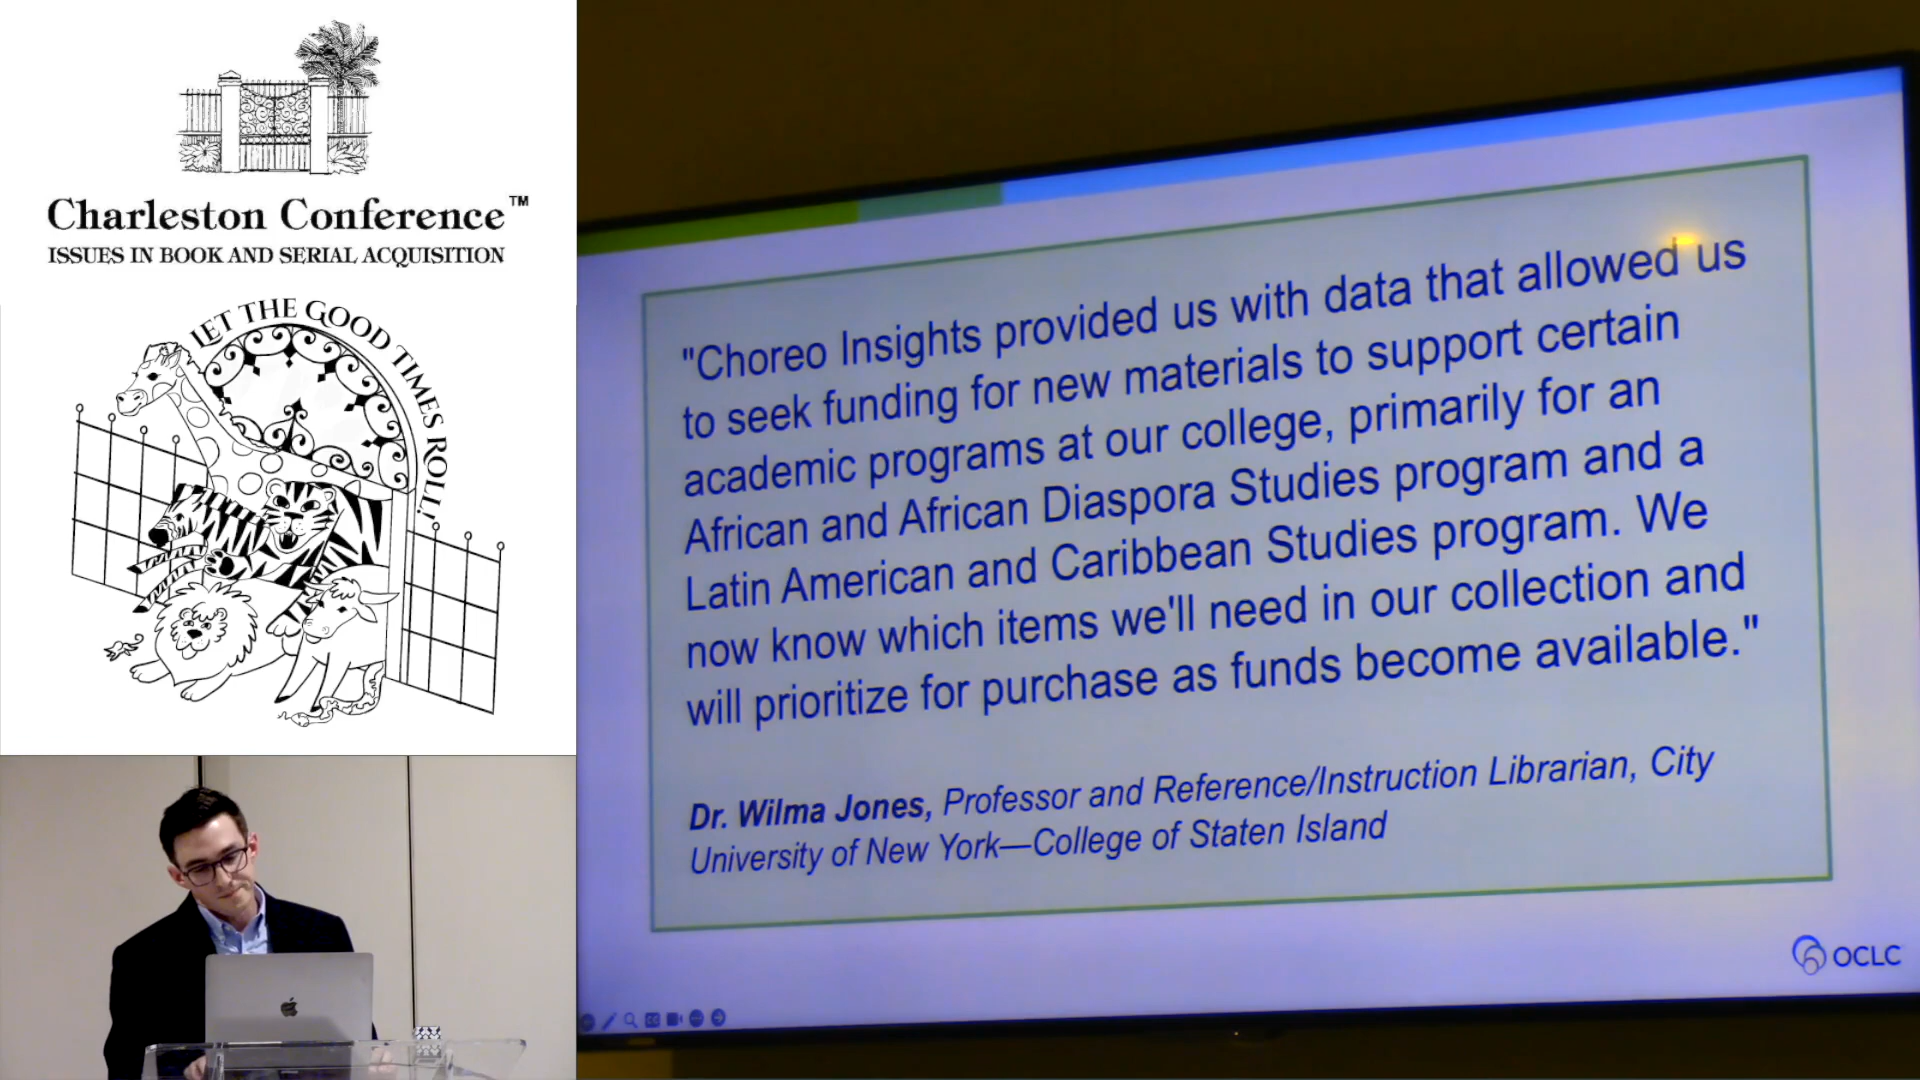 Charleston Conference™
ISSUES IN BOOK AND SERIAL ACQUISITION
LET THE GOOD TIMES ROLL!
"Choreo Insights provided us with data that allowed us
to seek funding for new materials to support certain
academic programs at our college, primarily for an
African and African Diaspora Studies program and a
Latin American and Caribbean Studies program. We
now know which items we'll need in our collection and
will prioritize for purchase as funds become available."
Dr. Wilma Jones, Professor and Reference/Instruction Librarian, City
University of New York—College of Staten Island
OCLC